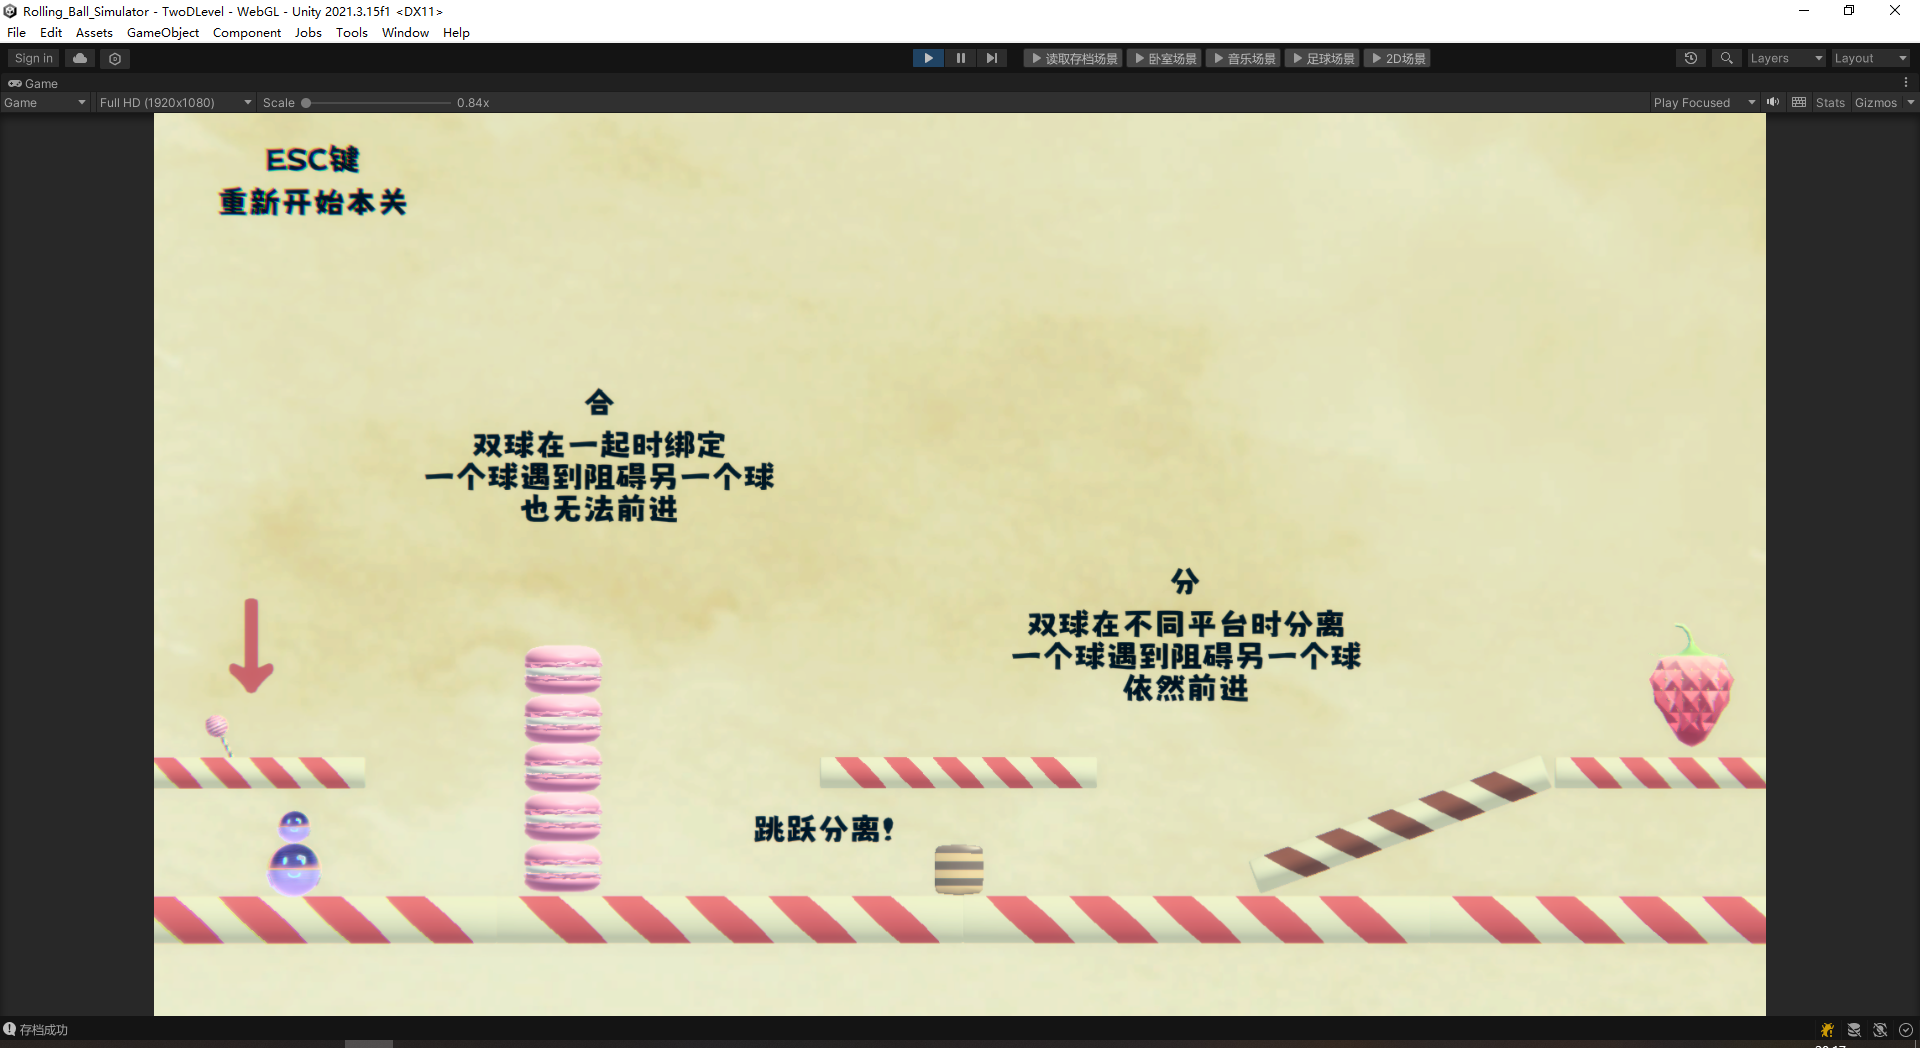 Rolling_Ball_Simulator - TwoDLevel - WebGL - Unity 2021.3.15f1 <DX11>
File Edit Assets GameObject Component Jobs Tools Window Help
Sign in 读取存档场景 卧室场景 音乐场景 足球场景 2D场景 Layers Layout
Game
Game Full HD (1920x1080) Scale 0.84x Play Focused Stats Gizmos
ESC键
重新开始本关
合
双球在一起时绑定
一个球遇到阻碍另一个球
也无法前进
分
双球在不同平台时分离
一个球遇到阻碍另一个球
依然前进
跳跃分离!
存档成功